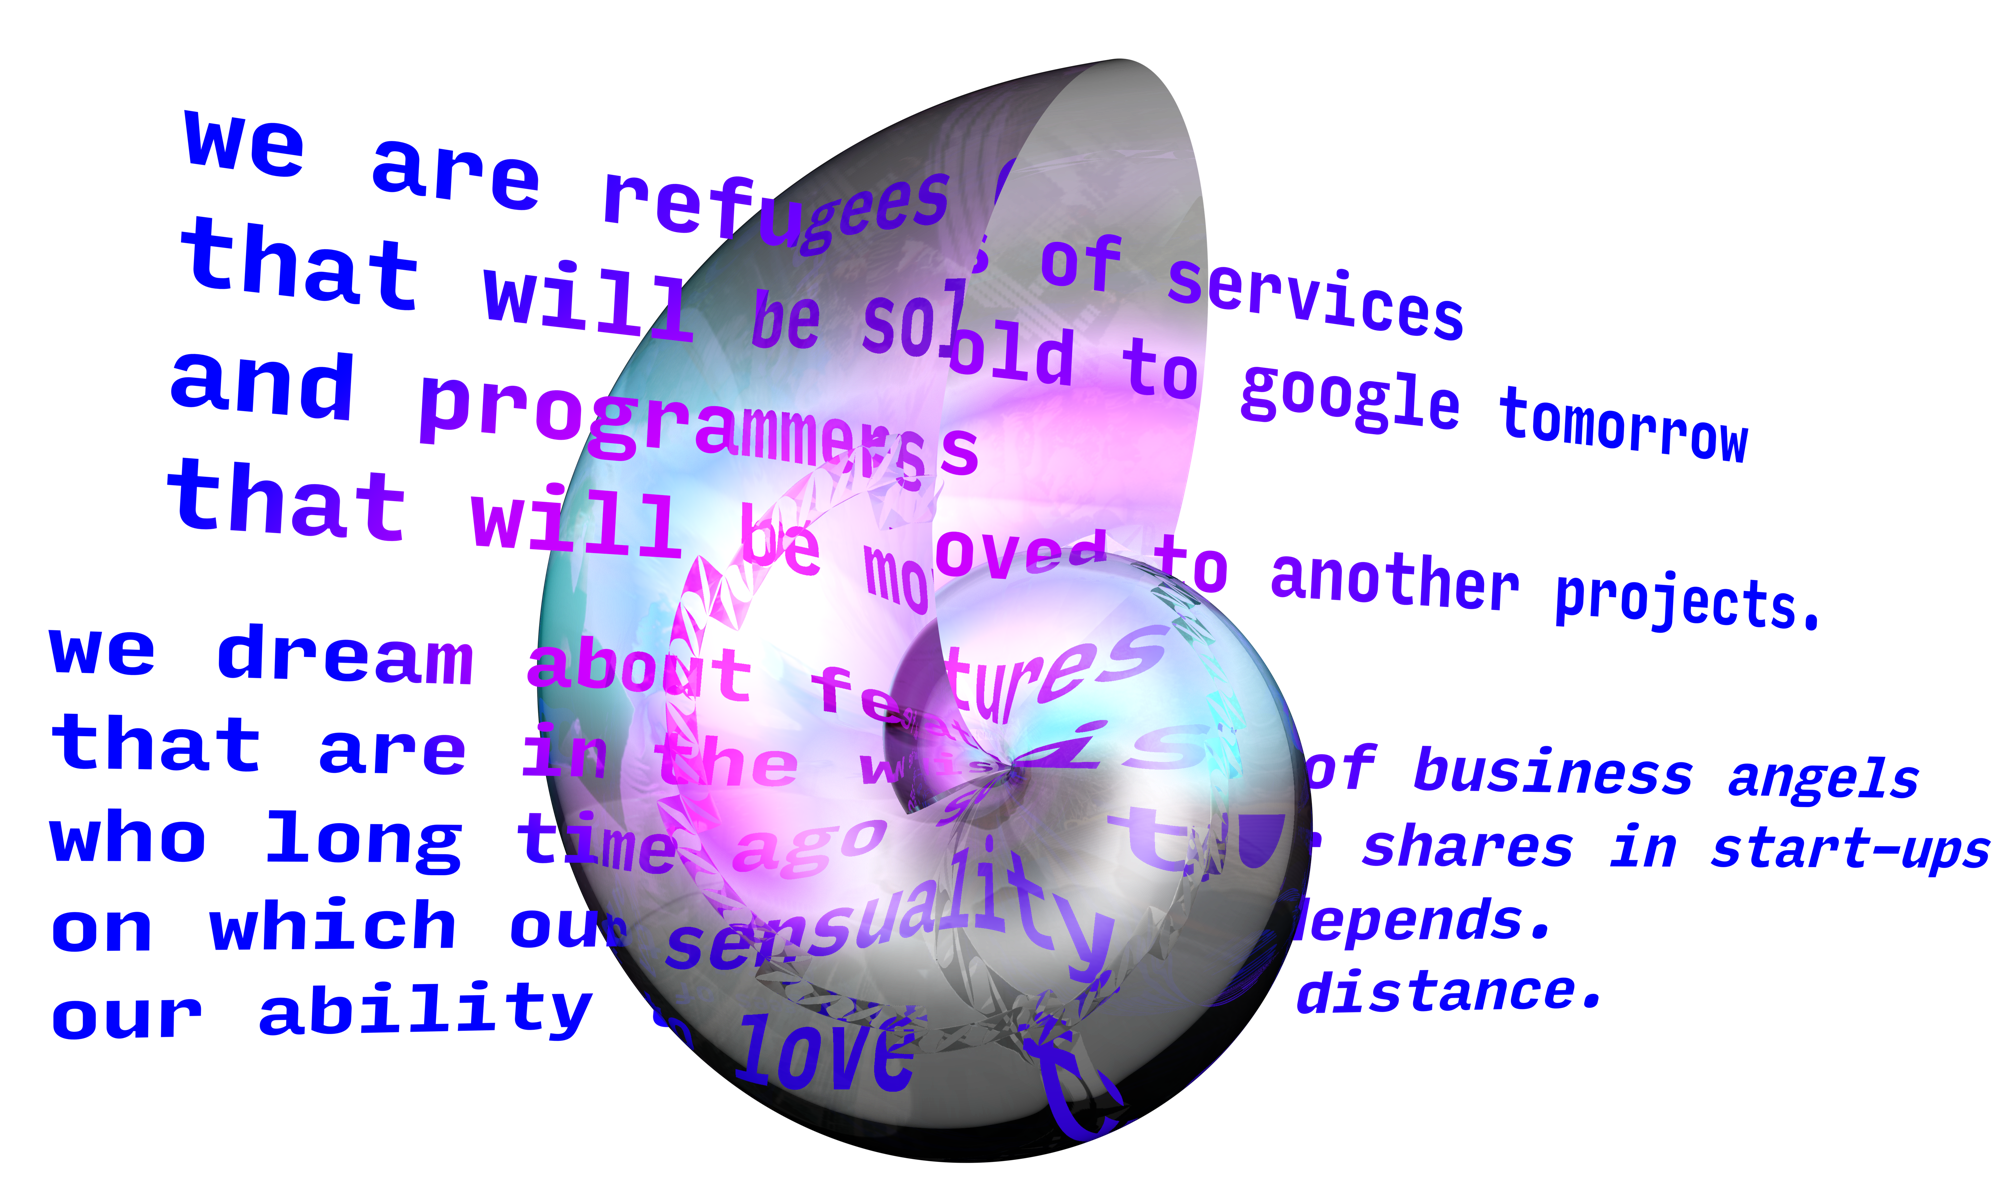 we are refugees of services
that will be sold to google tomorrow
and programmers
that will be moved to another projects.
we dream about features
that are in the of business angels
who long time ago shares in start-ups
on which our sensuality depends.
our ability love distance.